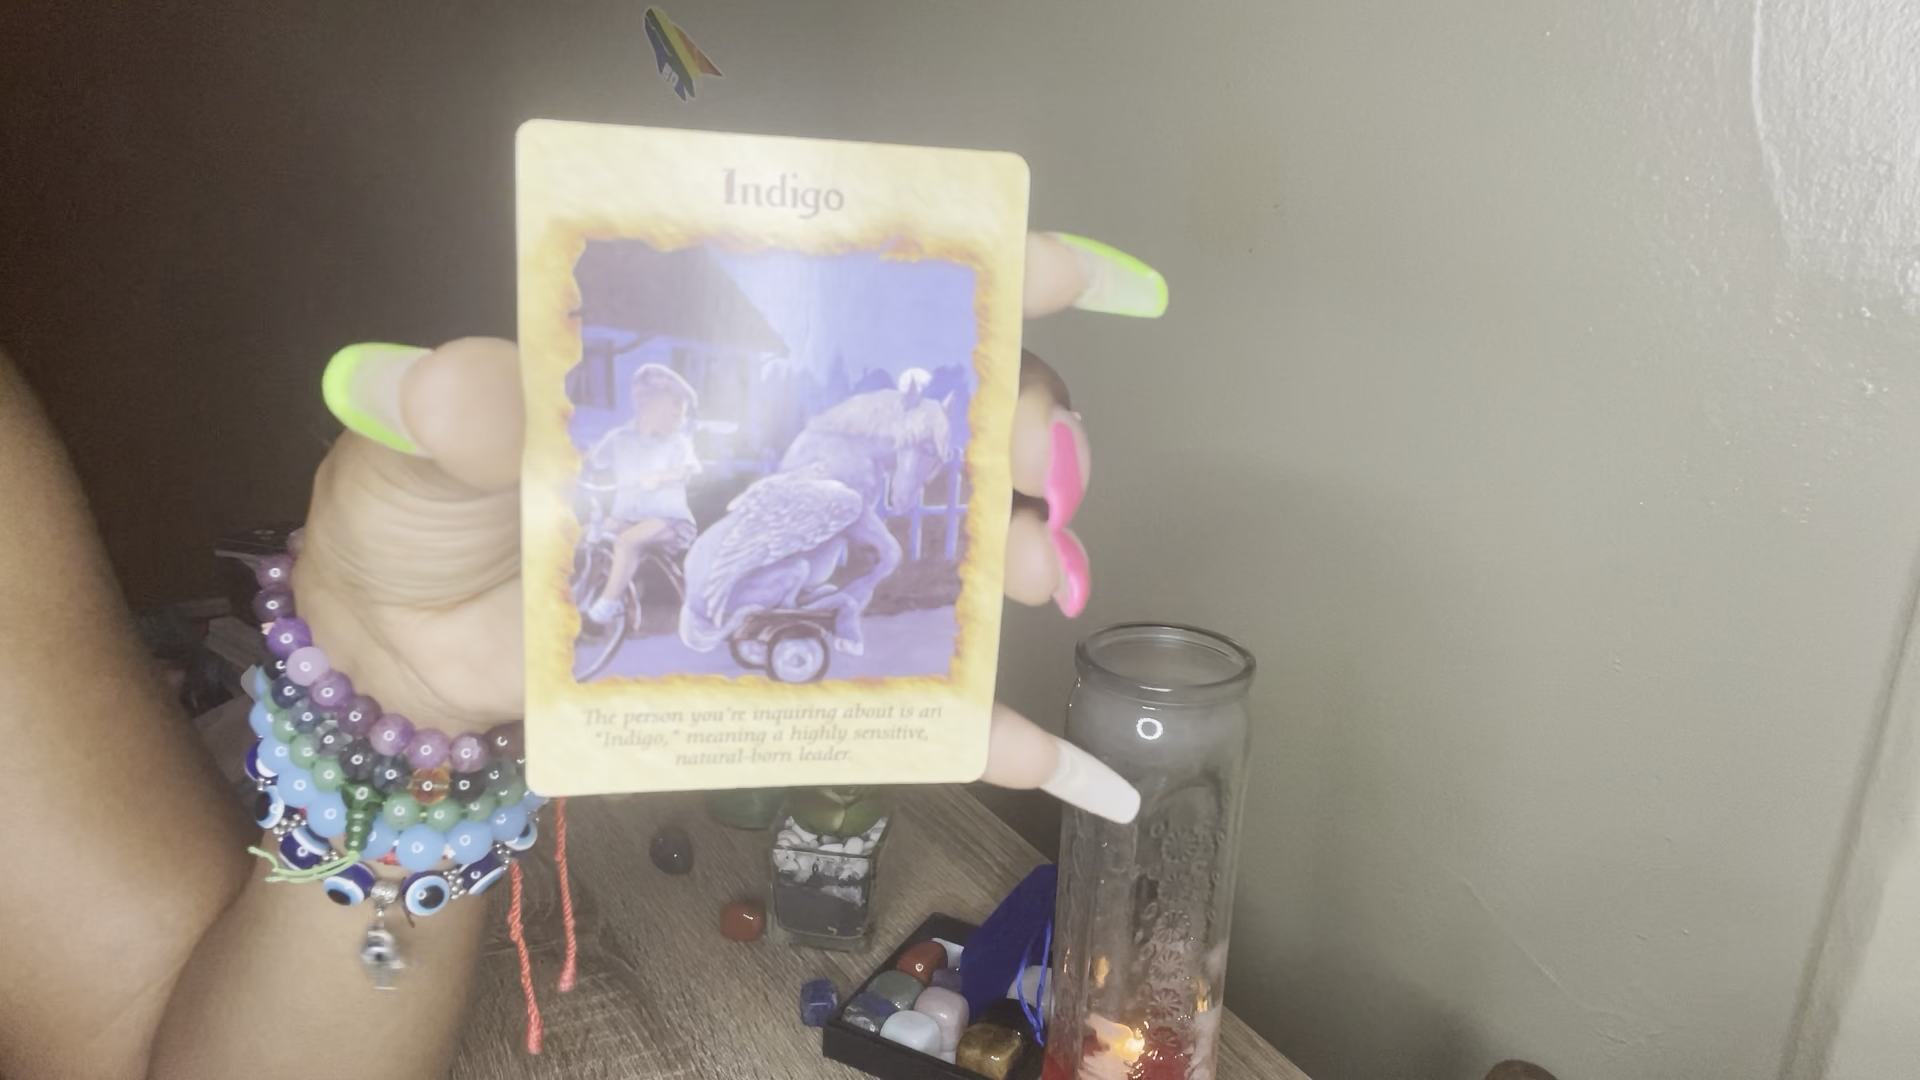 Indigo
The person you're inquiring about is an
"Indigo," meaning a highly sensitive,
natural-born leader.